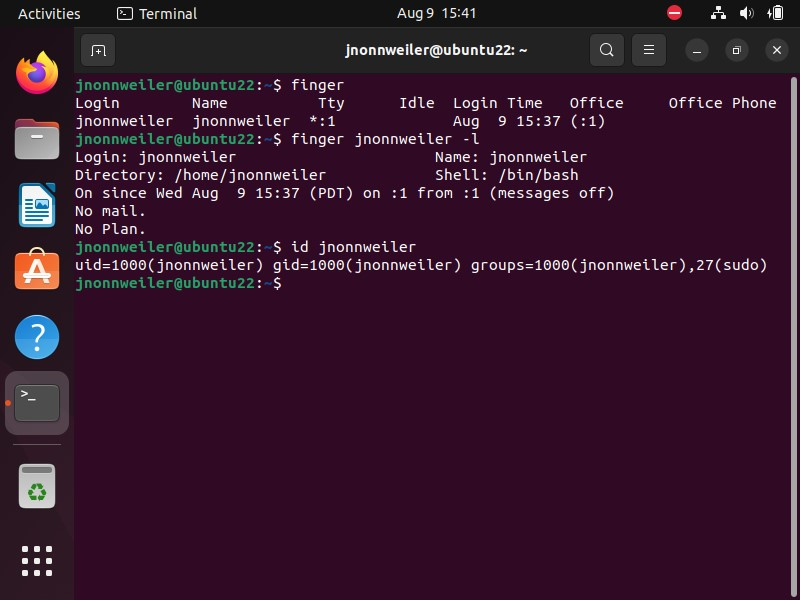 Activities Terminal Aug 9 15:41
jnonnweiler@ubuntu22: ~
jnonnweiler@ubuntu22:~$ finger
Login Name Tty Idle Login Time Office Office Phone
jnonnweiler jnonnweiler *:1 Aug 9 15:37 (:1)
jnonnweiler@ubuntu22:~$ finger jnonnweiler -l
Login: jnonnweiler Name: jnonnweiler
Directory: /home/jnonnweiler Shell: /bin/bash
On since Wed Aug 9 15:37 (PDT) on :1 from :1 (messages off)
No mail.
No Plan.
jnonnweiler@ubuntu22:~$ id jnonnweiler
uid=1000(jnonnweiler) gid=1000(jnonnweiler) groups=1000(jnonnweiler),27(sudo)
jnonnweiler@ubuntu22:~$